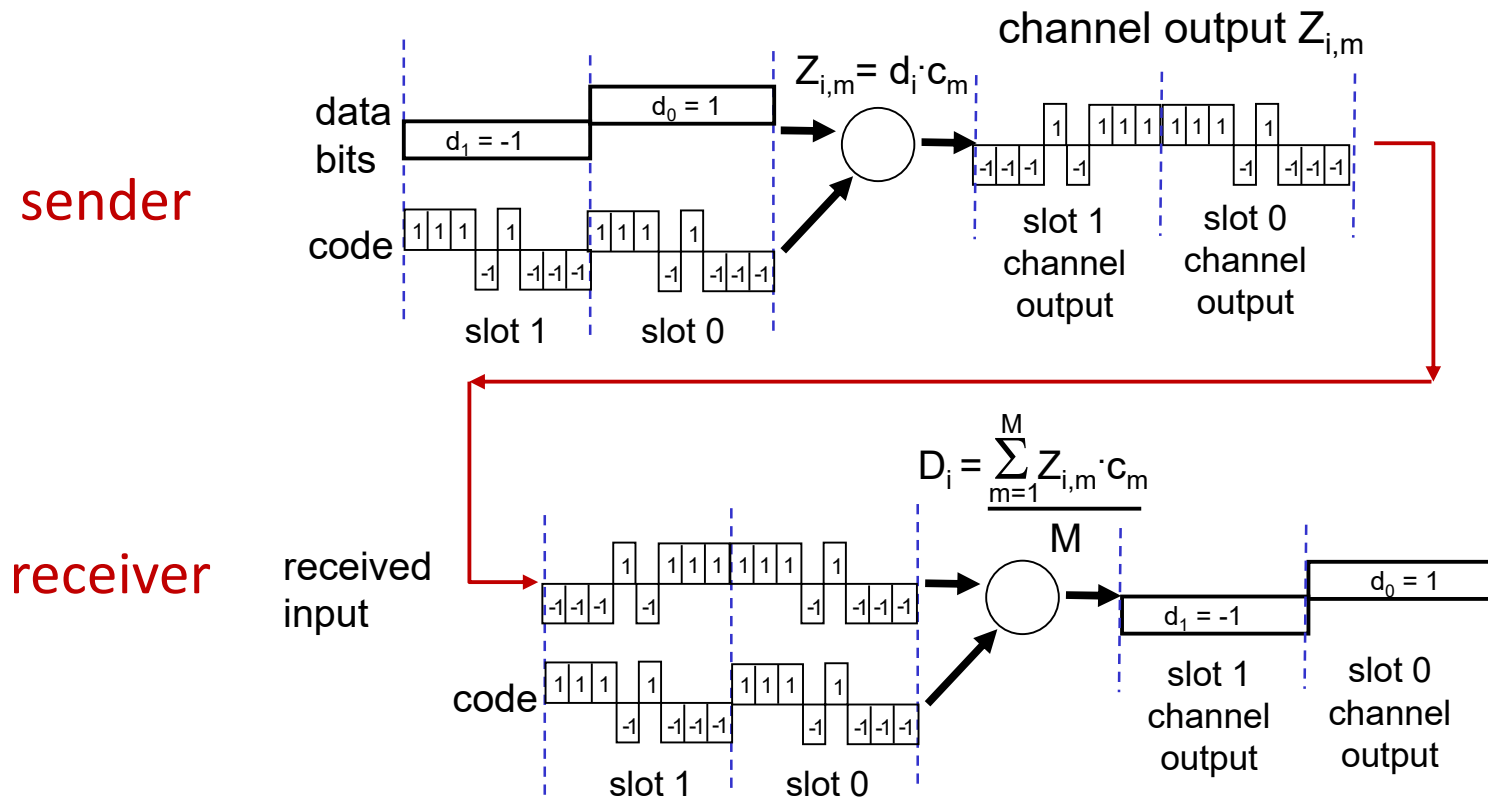 channel output Z_{i,m}
Z_{i,m} = d_i · c_m
data
bits
d_1 = -1
d_0 = 1
sender
code
1 1 1 -1 1 -1 -1 -1
1 1 1 -1 1 -1 -1 -1
slot 1
slot 0
-1 -1 -1 1 -1 1 1 1
1 1 1 -1 1 -1 -1 -1
slot 1
channel
output
slot 0
channel
output
D_i = Σ_{m=1}^{M} Z_{i,m} · c_m
M
receiver
received
input
-1 -1 -1 1 -1 1 1 1
1 1 1 -1 1 -1 -1 -1
code
1 1 1 -1 1 -1 -1 -1
1 1 1 -1 1 -1 -1 -1
slot 1
slot 0
d_1 = -1
d_0 = 1
slot 1
channel
output
slot 0
channel
output